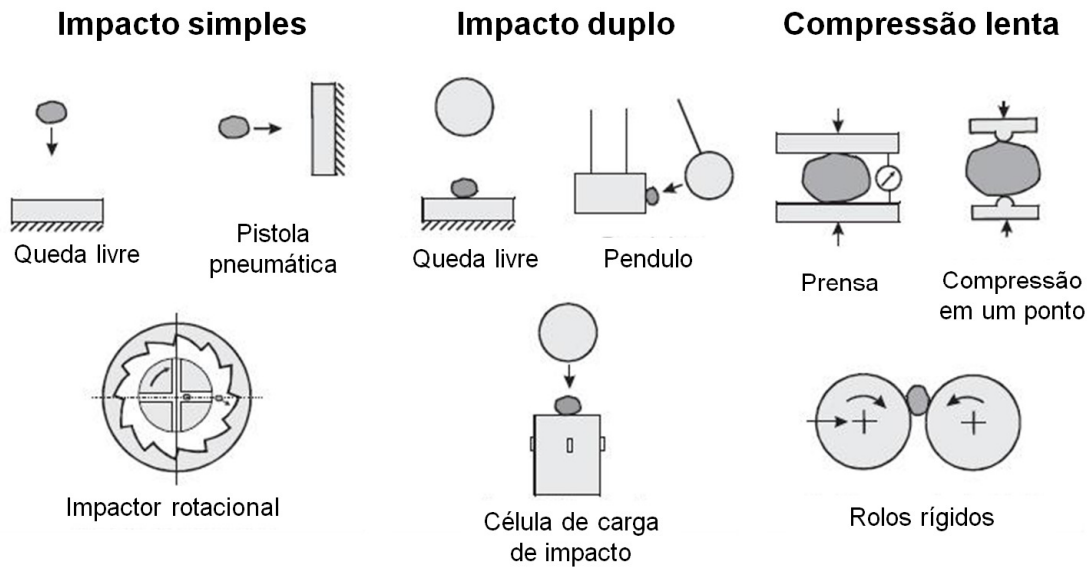 Impacto simples
Impacto duplo
Compressão lenta
Queda livre
Pistola
pneumática
Queda livre
Pendulo
Prensa
Compressão
em um ponto
Impactor rotacional
Célula de carga
de impacto
Rolos rígidos